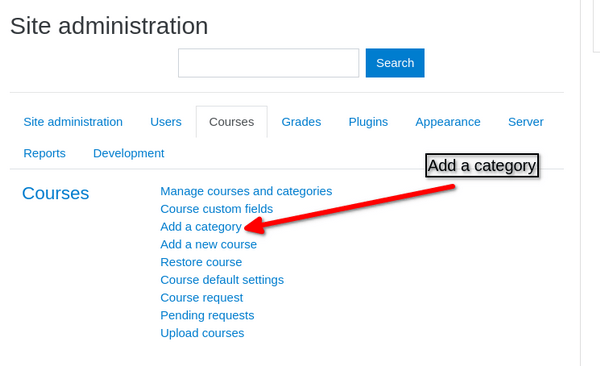 Site administration
Search
Site administration Users Courses Grades Plugins Appearance Server
Reports Development
Add a category
Courses
Manage courses and categories
Course custom fields
Add a category
Add a new course
Restore course
Course default settings
Course request
Pending requests
Upload courses